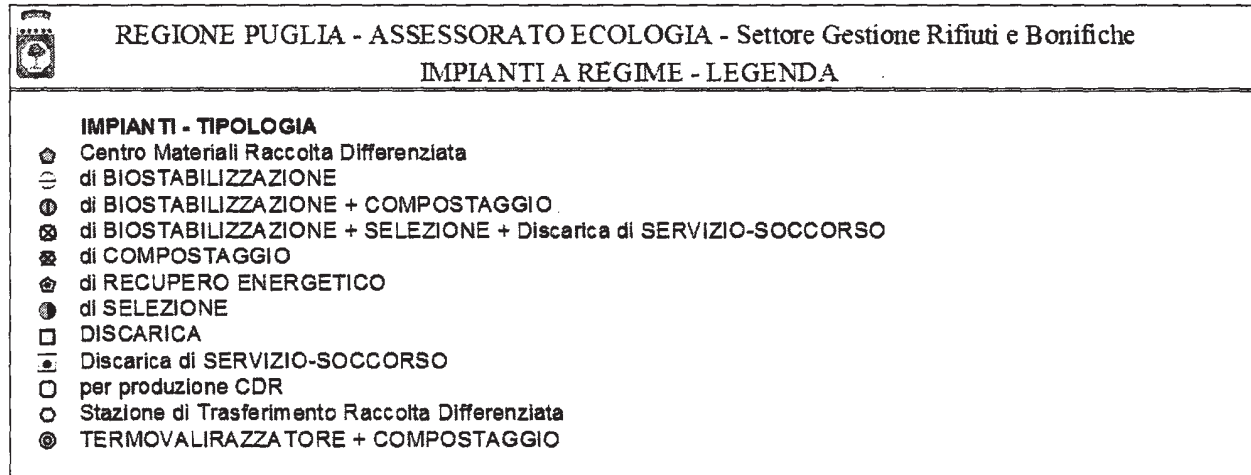 REGIONE PUGLIA - ASSESSORATO ECOLOGIA - Settore Gestione Rifiuti e Bonifiche
IMPIANTI A REGIME - LEGENDA
IMPIANTI - TIPOLOGIA
Centro Materiali Raccolta Differenziata
di BIOSTABILIZZAZIONE
di BIOSTABILIZZAZIONE + COMPOSTAGGIO
di BIOSTABILIZZAZIONE + SELEZIONE + Discarica di SERVIZIO-SOCCORSO
di COMPOSTAGGIO
di RECUPERO ENERGETICO
di SELEZIONE
DISCARICA
Discarica di SERVIZIO-SOCCORSO
per produzione CDR
Stazione di Trasferimento Raccolta Differenziata
TERMOVALIRAZZATORE + COMPOSTAGGIO